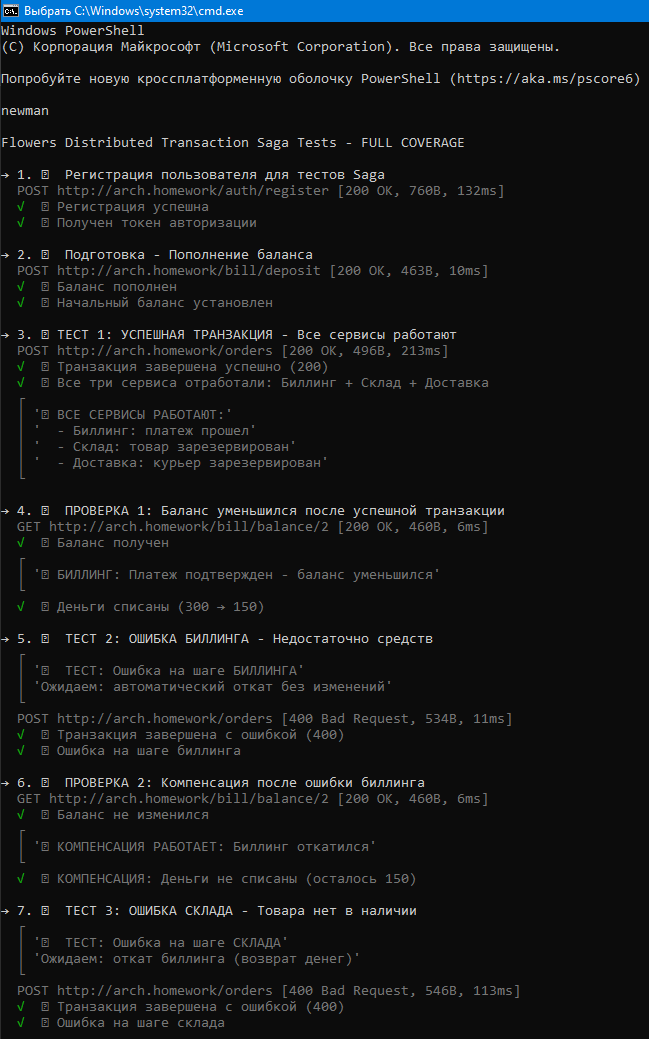 Выбрать C:\Windows\system32\cmd.exe
Windows PowerShell
(C) Корпорация Майкрософт (Microsoft Corporation). Все права защищены.
Попробуйте новую кроссплатформенную оболочку PowerShell (https://aka.ms/pscore6)
newman
Flowers Distributed Transaction Saga Tests - FULL COVERAGE
→ 1. ⍰  Регистрация пользователя для тестов Saga
POST http://arch.homework/auth/register [200 OK, 760B, 132ms]
√  ⍰ Регистрация успешна
√  ⍰ Получен токен авторизации
→ 2. ⍰  Подготовка - Пополнение баланса
POST http://arch.homework/bill/deposit [200 OK, 463B, 10ms]
√  ⍰ Баланс пополнен
√  ⍰ Начальный баланс установлен
→ 3. ⍰ ТЕСТ 1: УСПЕШНАЯ ТРАНЗАКЦИЯ - Все сервисы работают
POST http://arch.homework/orders [200 OK, 496B, 213ms]
√  ⍰ Транзакция завершена успешно (200)
√  ⍰ Все три сервиса отработали: Биллинг + Склад + Доставка
'⍰ ВСЕ СЕРВИСЫ РАБОТАЮТ:'
'  - Биллинг: платеж прошел'
'  - Склад: товар зарезервирован'
'  - Доставка: курьер зарезервирован'
→ 4. ⍰  ПРОВЕРКА 1: Баланс уменьшился после успешной транзакции
GET http://arch.homework/bill/balance/2 [200 OK, 460B, 6ms]
√  ⍰ Баланс получен
'⍰ БИЛЛИНГ: Платеж подтвержден - баланс уменьшился'
√  ⍰ Деньги списаны (300 → 150)
→ 5. ⍰  ТЕСТ 2: ОШИБКА БИЛЛИНГА - Недостаточно средств
'⍰  ТЕСТ: Ошибка на шаге БИЛЛИНГА'
'Ожидаем: автоматический откат без изменений'
POST http://arch.homework/orders [400 Bad Request, 534B, 11ms]
√  ⍰ Транзакция завершена с ошибкой (400)
√  ⍰ Ошибка на шаге биллинга
→ 6. ⍰  ПРОВЕРКА 2: Компенсация после ошибки биллинга
GET http://arch.homework/bill/balance/2 [200 OK, 460B, 6ms]
√  ⍰ Баланс не изменился
'⍰ КОМПЕНСАЦИЯ РАБОТАЕТ: Биллинг откатился'
√  ⍰ КОМПЕНСАЦИЯ: Деньги не списаны (осталось 150)
→ 7. ⍰  ТЕСТ 3: ОШИБКА СКЛАДА - Товара нет в наличии
'⍰  ТЕСТ: Ошибка на шаге СКЛАДА'
'Ожидаем: откат биллинга (возврат денег)'
POST http://arch.homework/orders [400 Bad Request, 546B, 113ms]
√  ⍰ Транзакция завершена с ошибкой (400)
√  ⍰ Ошибка на шаге склада